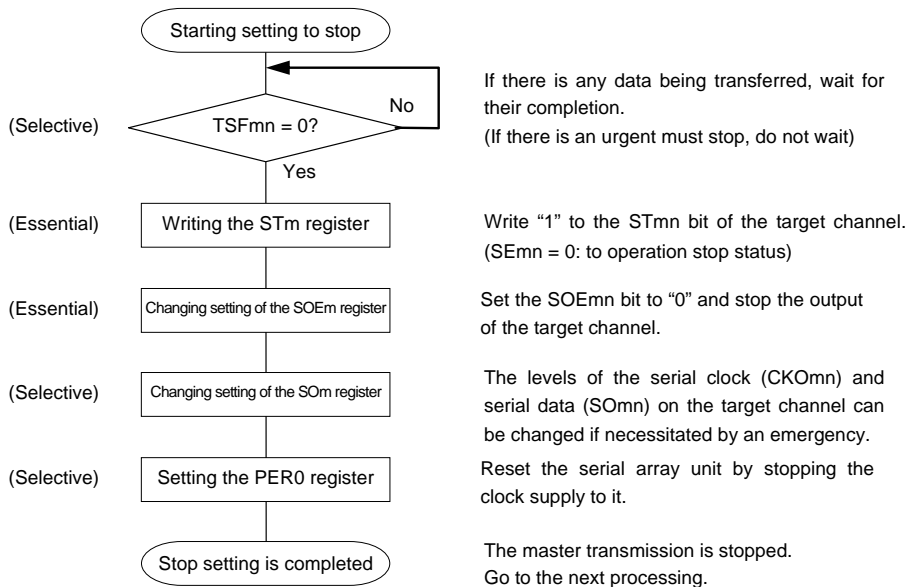 Starting setting to stop
If there is any data being transferred, wait for
their completion.
(If there is an urgent must stop, do not wait)
No
(Selective)
TSFmn = 0?
Yes
(Essential)
Writing the STm register
Write “1” to the STmn bit of the target channel.
(SEmn = 0: to operation stop status)
(Essential)
Changing setting of the SOEm register
Set the SOEmn bit to “0” and stop the output
of the target channel.
(Selective)
Changing setting of the SOm register
The levels of the serial clock (CKOmn) and
serial data (SOmn) on the target channel can
be changed if necessitated by an emergency.
(Selective)
Setting the PER0 register
Reset the serial array unit by stopping the
clock supply to it.
Stop setting is completed
The master transmission is stopped.
Go to the next processing.